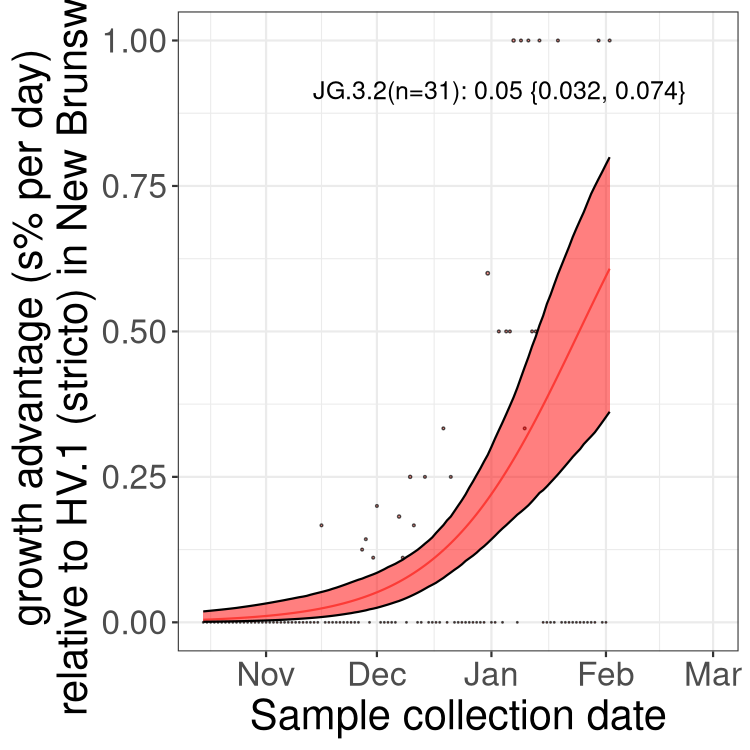 growth advantage (s% per day)
relative to HV.1 (stricto) in New Brunsw
1.00
0.75
0.50
0.25
0.00
JG.3.2(n=31): 0.05 {0.032, 0.074}
Nov Dec Jan Feb Mar
Sample collection date